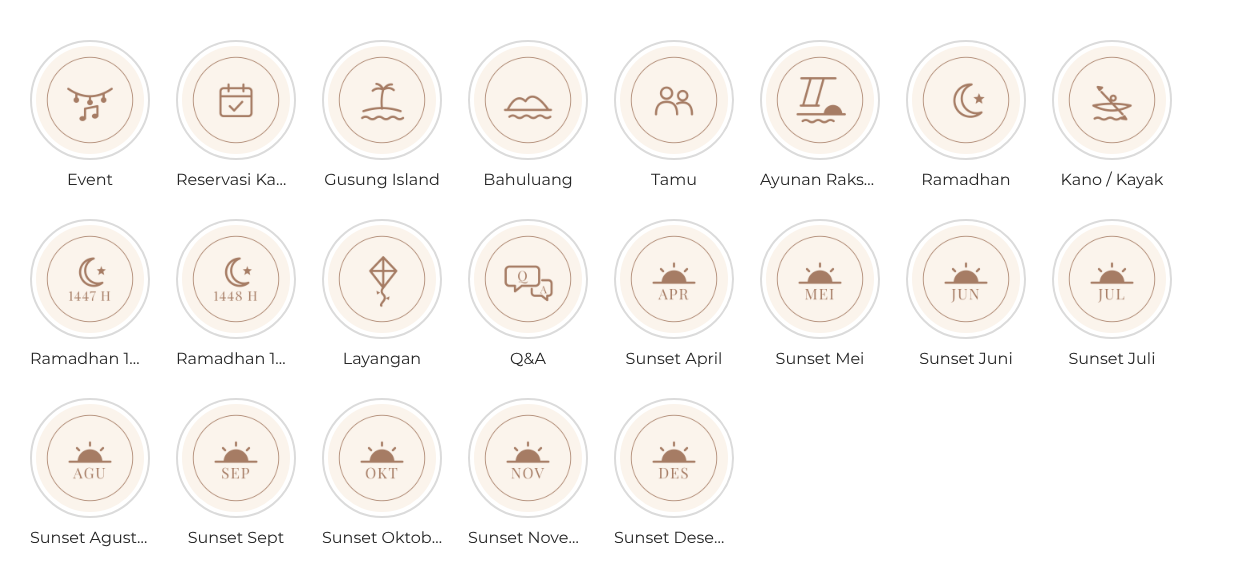 Event
Reservasi Ka...
Gusung Island
Bahuluang
Tamu
Ayunan Raks...
Ramadhan
Kano / Kayak
1447 H
Ramadhan 1...
1448 H
Ramadhan 1...
Layangan
Q
A
Q&A
APR
Sunset April
MEI
Sunset Mei
JUN
Sunset Juni
JUL
Sunset Juli
AGU
Sunset Agust...
SEP
Sunset Sept
OKT
Sunset Oktob...
NOV
Sunset Nove...
DES
Sunset Dese...